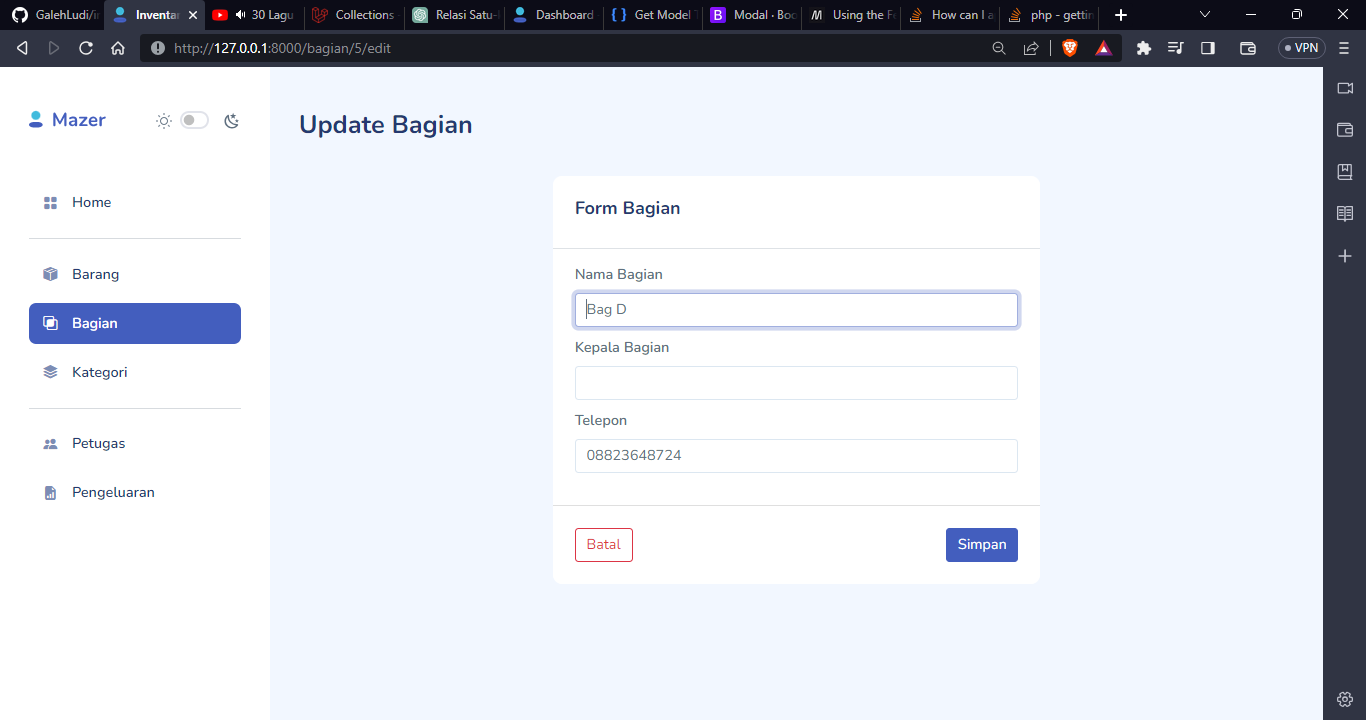 GalehLudi/i
Inventa
30 Lagu
Collections
Relasi Satu-
Dashboard
Get Model
Modal · Boo
Using the F
How can I a
php - gettin
http://127.0.0.1:8000/bagian/5/edit
VPN
Mazer
Update Bagian
Home
Barang
Bagian
Kategori
Petugas
Pengeluaran
Form Bagian
Nama Bagian
Bag D
Kepala Bagian
Telepon
08823648724
Batal
Simpan